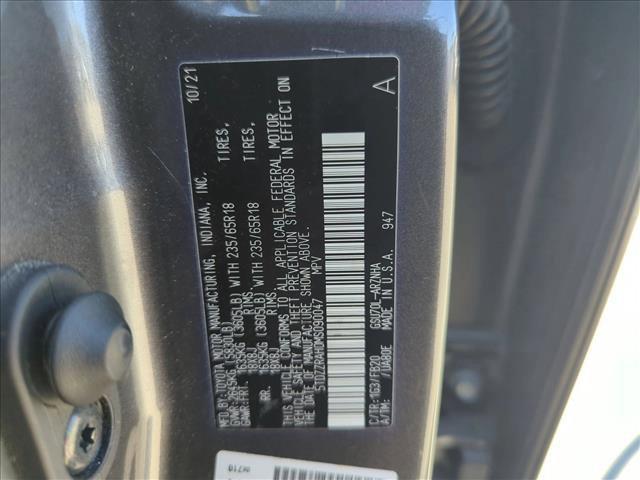 MFD.BY: TOYOTA MOTOR MANUFACTURING, INDIANA, INC. 10/21
GVWR 2645KG (5830LB)
GAWR: FRT. 1635KG (3605LB) WITH 235/65R18 TIRES,
18X8J RIMS
RR. 1635KG (3605LB) WITH 235/65R18 TIRES,
18X8J RIMS
THIS VEHICLE CONFORMS TO ALL APPLICABLE FEDERAL MOTOR
VEHICLE SAFETY AND THEFT PREVENTION STANDARDS IN EFFECT ON
THE DATE OF MANUFACTURE SHOWN ABOVE.
5TDZZRAH0MS090047 MPV
A
C/TR: 1G3/FB20 GSU70L-ARZNHA
A/TM: -/UA80E MADE IN U.S.A. 947
0K710